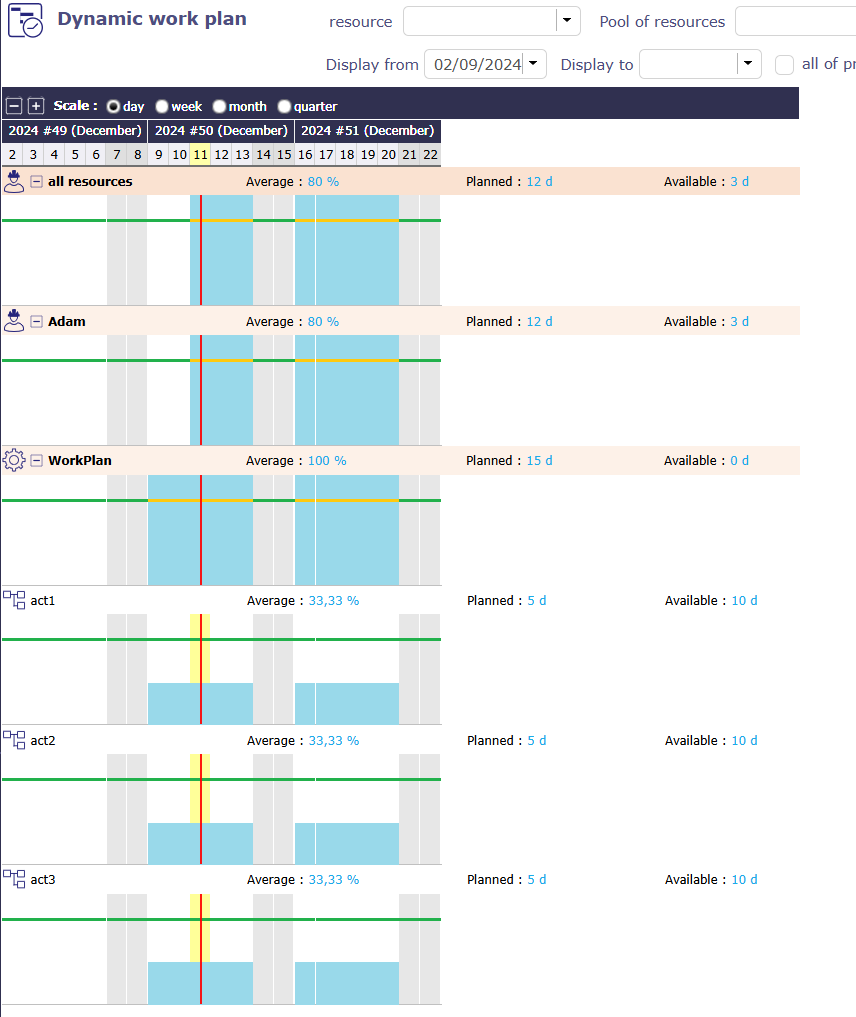 Dynamic work plan
resource Pool of resources
Display from 02/09/2024 Display to all of pr
Scale : day week month quarter
2024 #49 (December) 2024 #50 (December) 2024 #51 (December)
2 3 4 5 6 7 8 9 10 11 12 13 14 15 16 17 18 19 20 21 22
all resources Average : 80 % Planned : 12 d Available : 3 d
Adam Average : 80 % Planned : 12 d Available : 3 d
WorkPlan Average : 100 % Planned : 15 d Available : 0 d
act1 Average : 33,33 % Planned : 5 d Available : 10 d
act2 Average : 33,33 % Planned : 5 d Available : 10 d
act3 Average : 33,33 % Planned : 5 d Available : 10 d